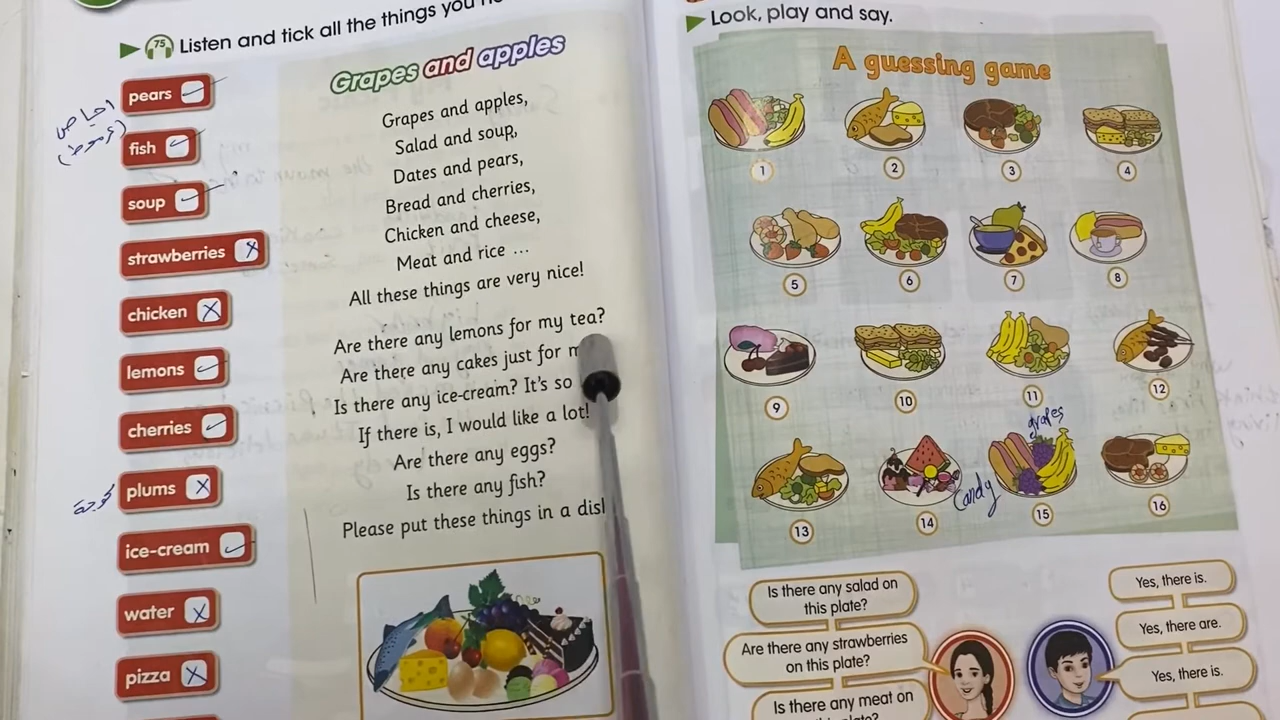 75 Listen and tick all the things you
pears
fish
soup
strawberries
chicken
lemons
cherries
plums
ice-cream
water
pizza
Grapes and apples
Grapes and apples,
Salad and soup,
Dates and pears,
Bread and cherries,
Chicken and cheese,
Meat and rice ...
All these things are very nice!
Are there any lemons for my tea?
Are there any cakes just for
Is there any ice-cream? It's so
If there is, I would like a lot!
Are there any eggs?
Is there any fish?
Please put these things in a
Look, play and say.
A guessing game
1
2
3
4
5
6
7
8
9
10
11
12
grapes
candy
13
14
15
16
Is there any salad on
this plate?
Are there any strawberries
on this plate?
Is there any meat on
Yes, there is.
Yes, there are.
Yes, there is.